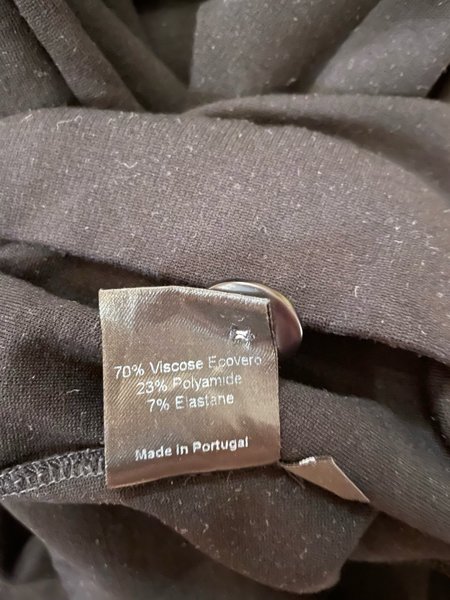 70% Viscose Ecovero
23% Polyamide
7% Elastane
Made in Portugal